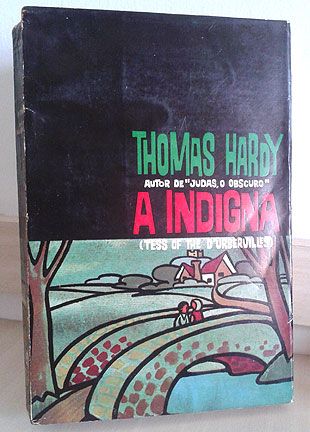 THOMAS HARDY
AUTOR DE "JUDAS, O OBSCURO"
A INDIGNA
(TESS OF THE D'URBERVILLES)